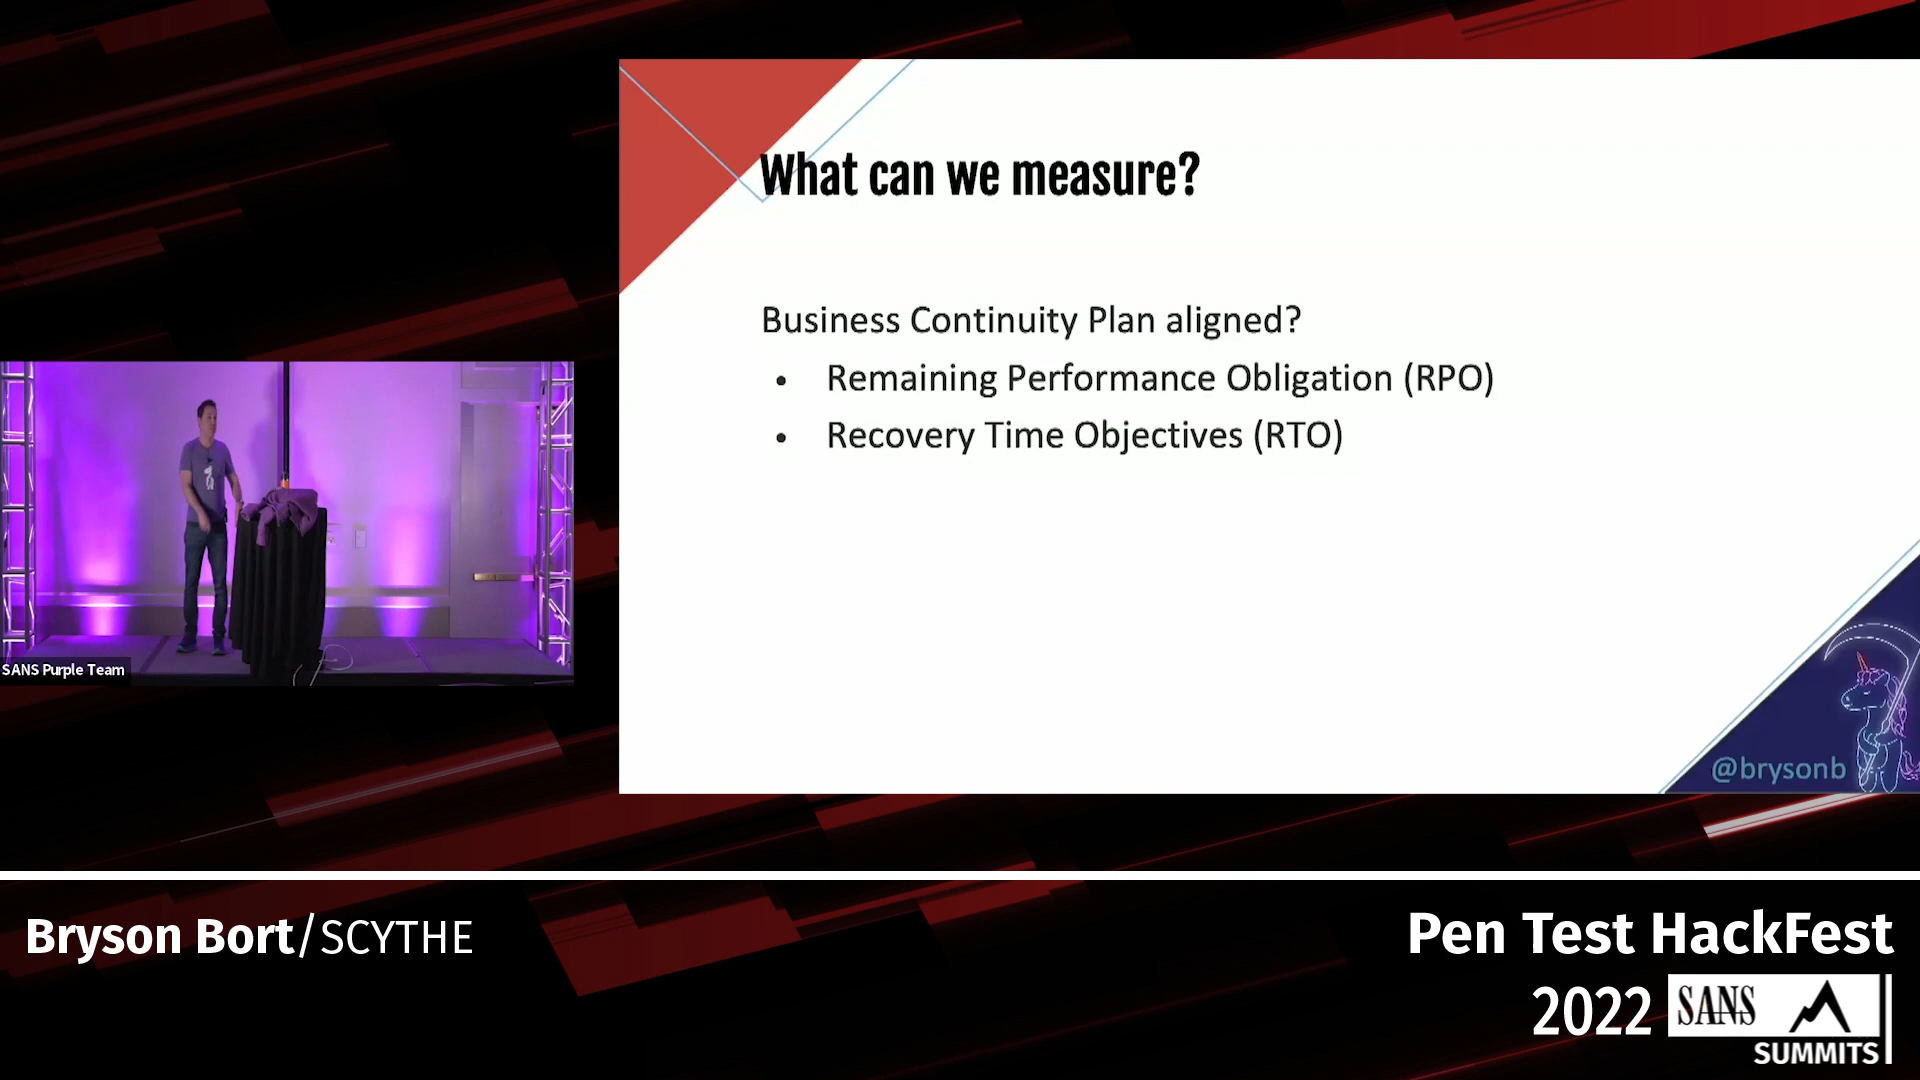 What can we measure?
Business Continuity Plan aligned?
• Remaining Performance Obligation (RPO)
• Recovery Time Objectives (RTO)
@brysonb
SANS Purple Team
Bryson Bort/SCYTHE
Pen Test HackFest
2022
SANS
SUMMITS